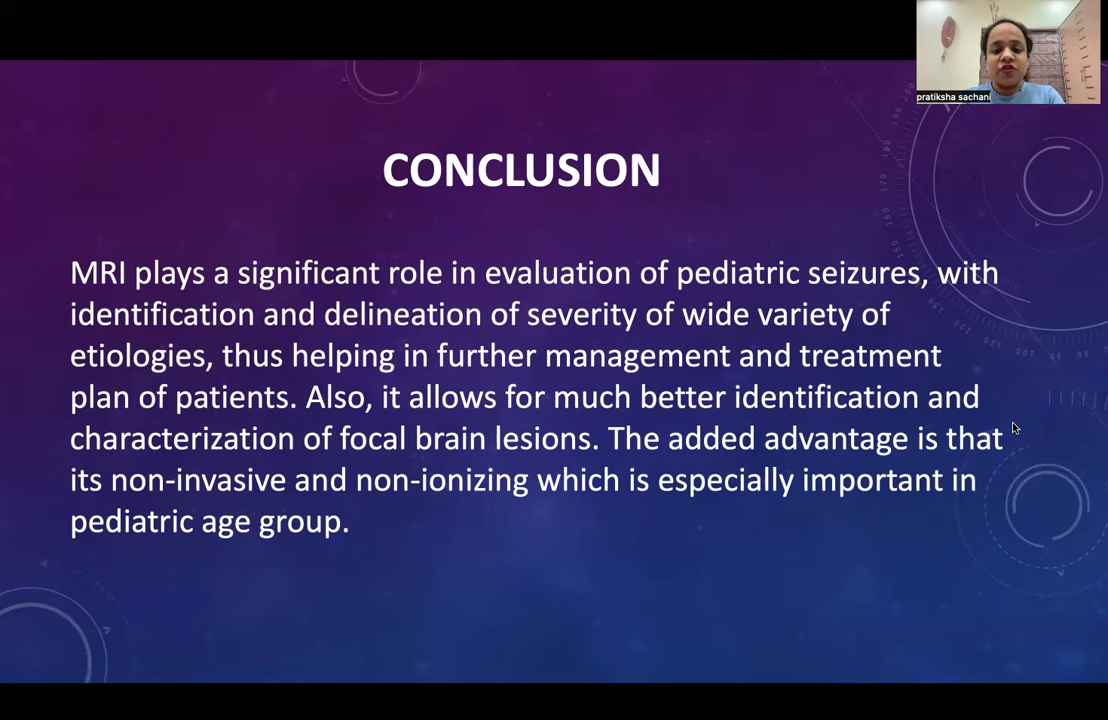 pratiksha sachani
CONCLUSION
MRI plays a significant role in evaluation of pediatric seizures, with
identification and delineation of severity of wide variety of
etiologies, thus helping in further management and treatment
plan of patients. Also, it allows for much better identification and
characterization of focal brain lesions. The added advantage is that
its non-invasive and non-ionizing which is especially important in
pediatric age group.